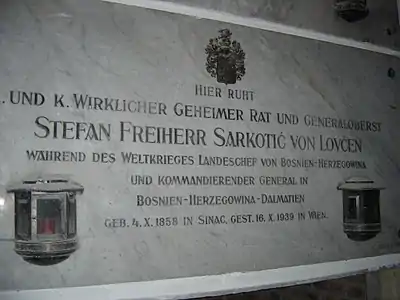 HIER RUHT
. UND K. WIRKLICHER GEHEIMER RAT UND GENERALOBERST
STEFAN FREIHERR SARKOTIĆ VON LOVĆEN
WÄHREND DES WELTKRIEGES LANDESCHEF VON BOSNIEN-HERZEGOWINA
UND KOMMANDIERENDER GENERAL IN
BOSNIEN-HERZEGOWINA-DALMATIEN
GEB. 4. X. 1858 IN SINAC, GEST. 16. X. 1939 IN WIEN.